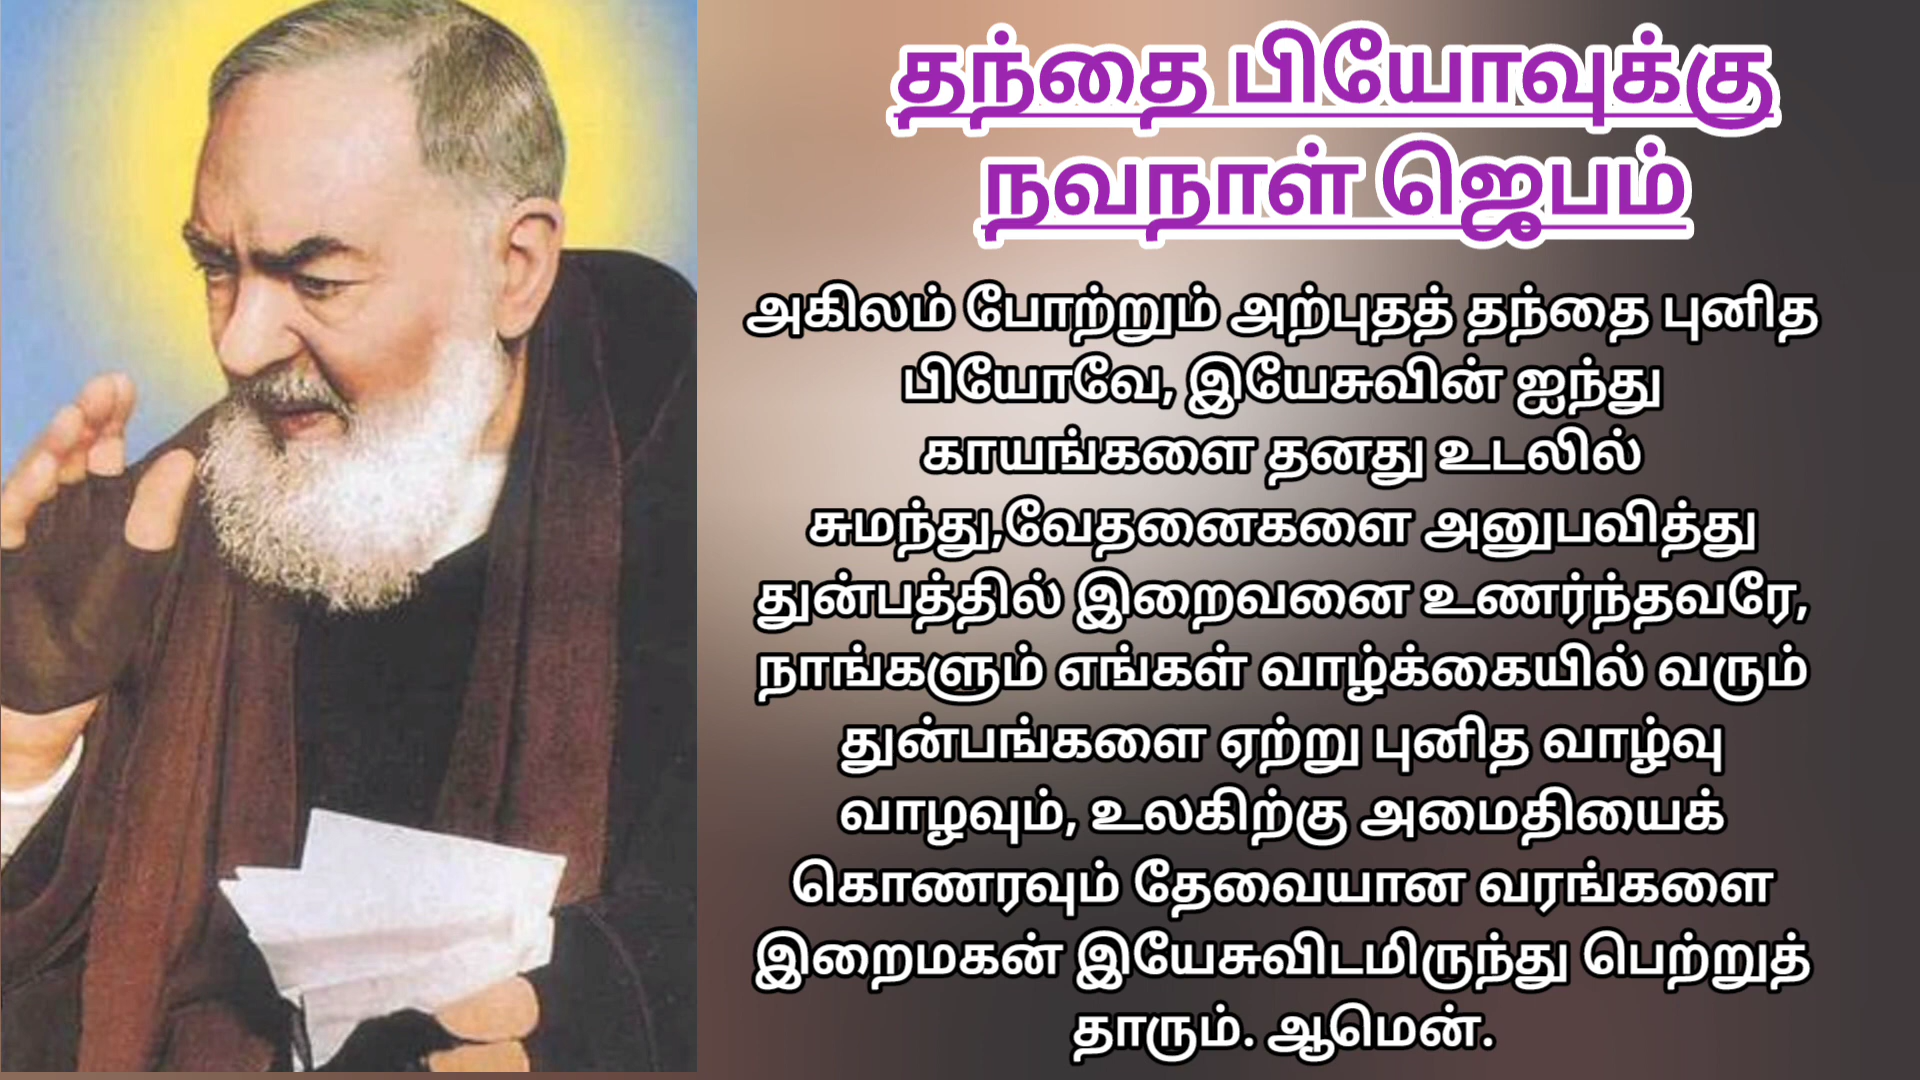 தந்தை பியோவுக்கு
நவநாள் ஜெபம்
அகிலம் போற்றும் அற்புதத் தந்தை புனித
பியோவே, இயேசுவின் ஐந்து
காயங்களை தனது உடலில்
சுமந்து,வேதனைகளை அனுபவித்து
துன்பத்தில் இறைவனை உணர்ந்தவரே,
நாங்களும் எங்கள் வாழ்க்கையில் வரும்
துன்பங்களை ஏற்று புனித வாழ்வு
வாழவும், உலகிற்கு அமைதியைக்
கொணரவும் தேவையான வரங்களை
இறைமகன் இயேசுவிடமிருந்து பெற்றுத்
தாரும். ஆமென்.